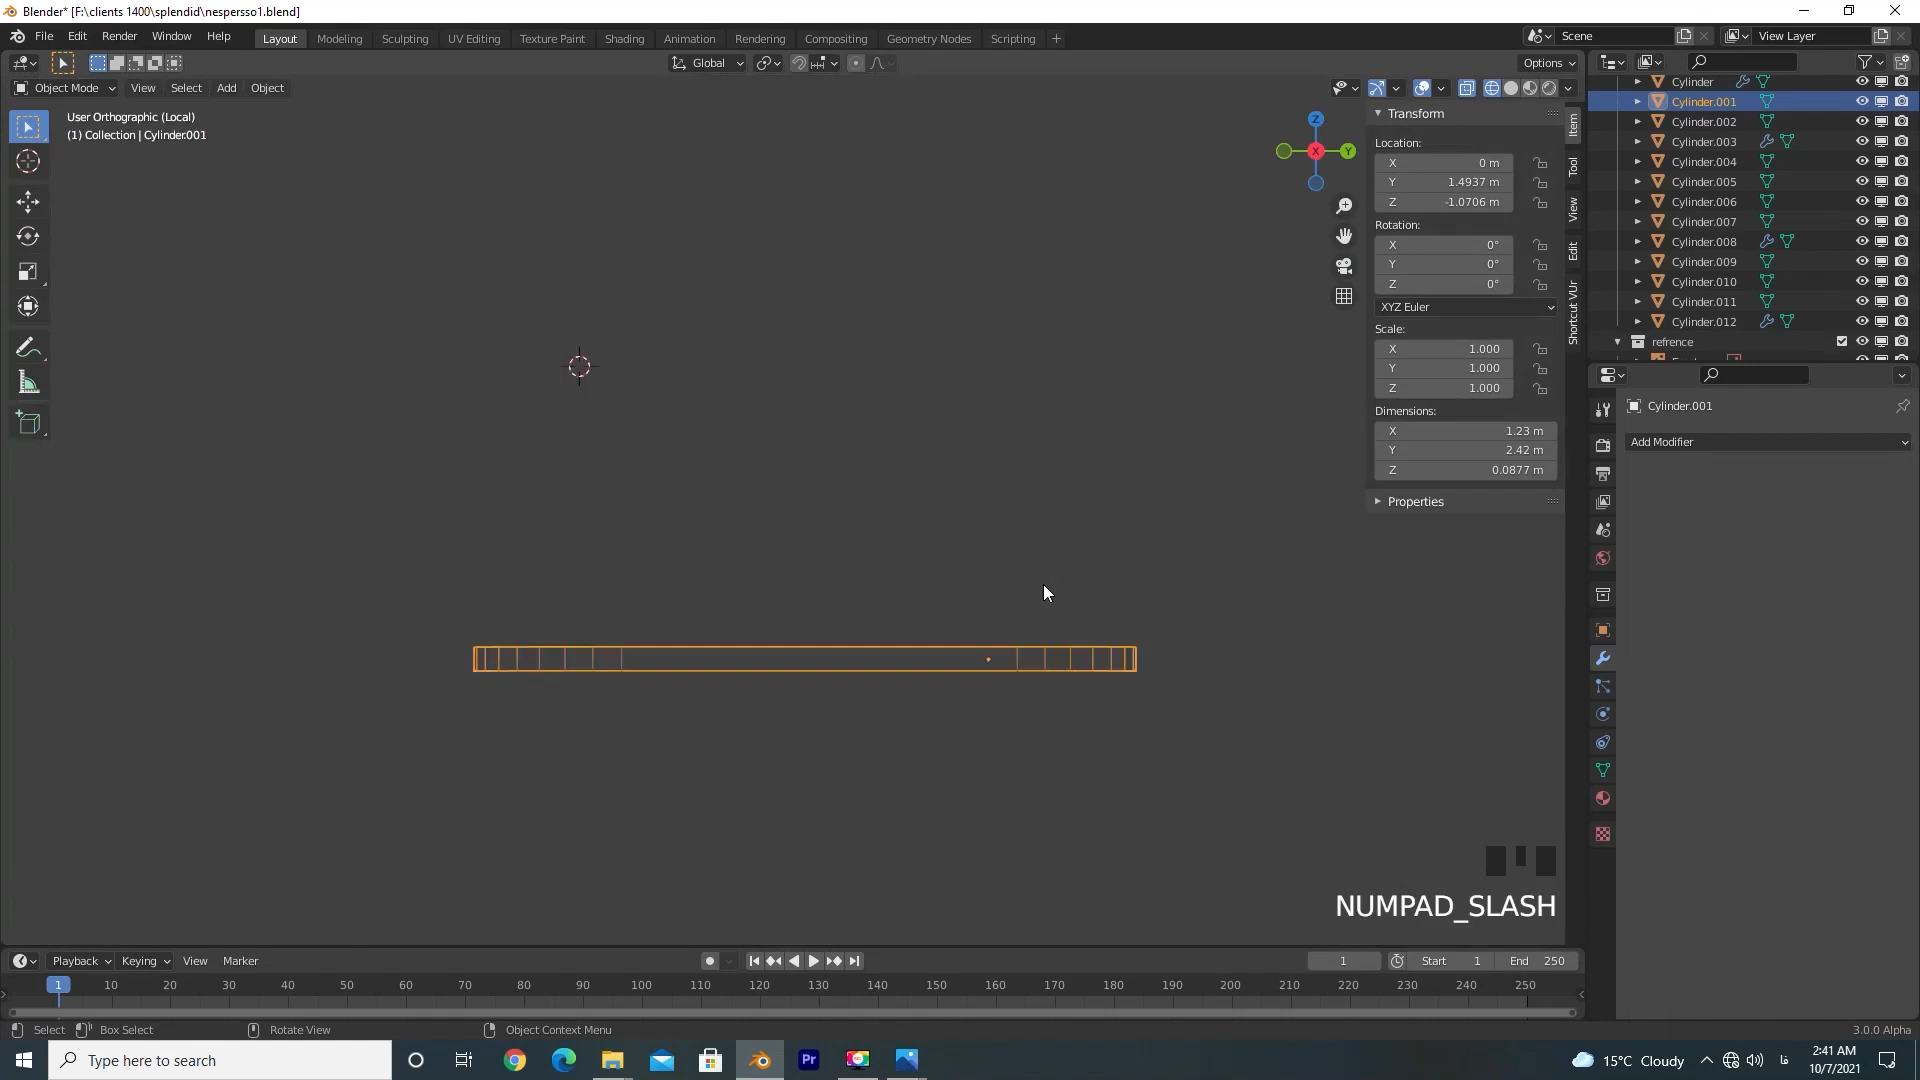 Blender* [F:\clients 1400\splendid\nespersso1.blend]
File Edit Render Window Help Layout Modeling Sculpting UV Editing Texture Paint Shading Animation Rendering Compositing Geometry Nodes Scripting + Scene View Layer
Global Options
Object Mode View Select Add Object
User Orthographic (Local)
(1) Collection | Cylinder.001
Z
X
Y
Transform
Location:
X 0 m
Y 1.4937 m
Z -1.0706 m
Rotation:
X 0°
Y 0°
Z 0°
XYZ Euler
Scale:
X 1.000
Y 1.000
Z 1.000
Dimensions:
X 1.23 m
Y 2.42 m
Z 0.0877 m
Properties
Item
Tool
View
Edit
Shortcut VUr
Cylinder
Cylinder.001
Cylinder.002
Cylinder.003
Cylinder.004
Cylinder.005
Cylinder.006
Cylinder.007
Cylinder.008
Cylinder.009
Cylinder.010
Cylinder.011
Cylinder.012
refrence
Cylinder.001
Add Modifier
NUMPAD_SLASH
Playback Keying View Marker 1 Start 1 End 250
1 10 20 30 40 50 60 70 80 90 100 110 120 130 140 150 160 170 180 190 200 210 220 230 240 250
Select Box Select Rotate View Object Context Menu 3.0.0 Alpha
Type here to search Pr 15°C Cloudy فا 2:41 AM
10/7/2021